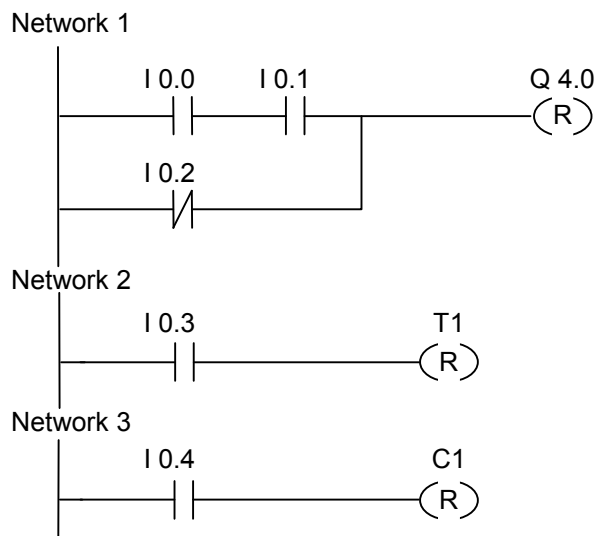 Network 1
I 0.0 I 0.1 Q 4.0
R
I 0.2
Network 2
I 0.3 T1
R
Network 3
I 0.4 C1
R